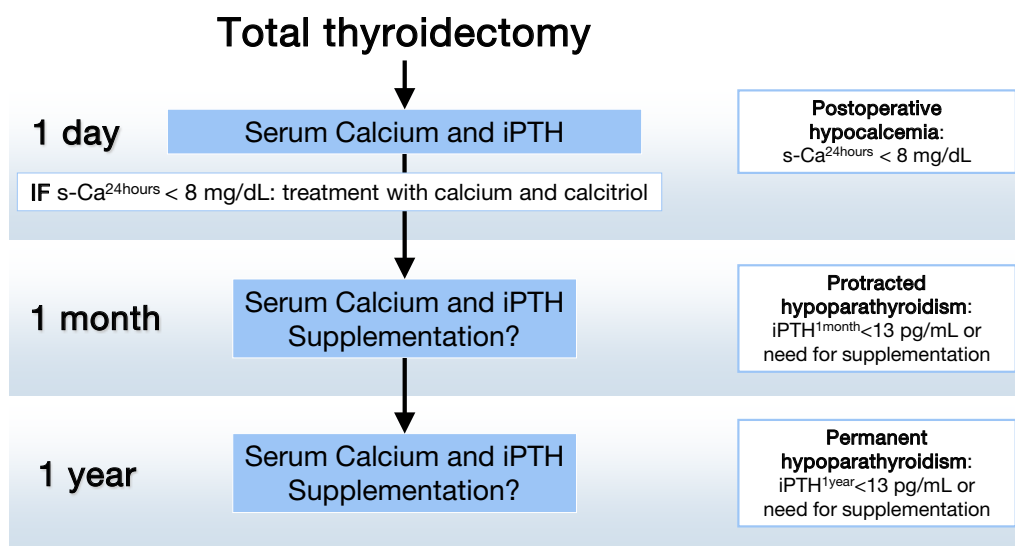 Total thyroidectomy
1 day
Serum Calcium and iPTH
Postoperative
hypocalcemia:
s-Ca24hours < 8 mg/dL
IF s-Ca24hours < 8 mg/dL: treatment with calcium and calcitriol
1 month
Serum Calcium and iPTH
Supplementation?
Protracted
hypoparathyroidism:
iPTH1month<13 pg/mL or
need for supplementation
1 year
Serum Calcium and iPTH
Supplementation?
Permanent
hypoparathyroidism:
iPTH1year<13 pg/mL or
need for supplementation